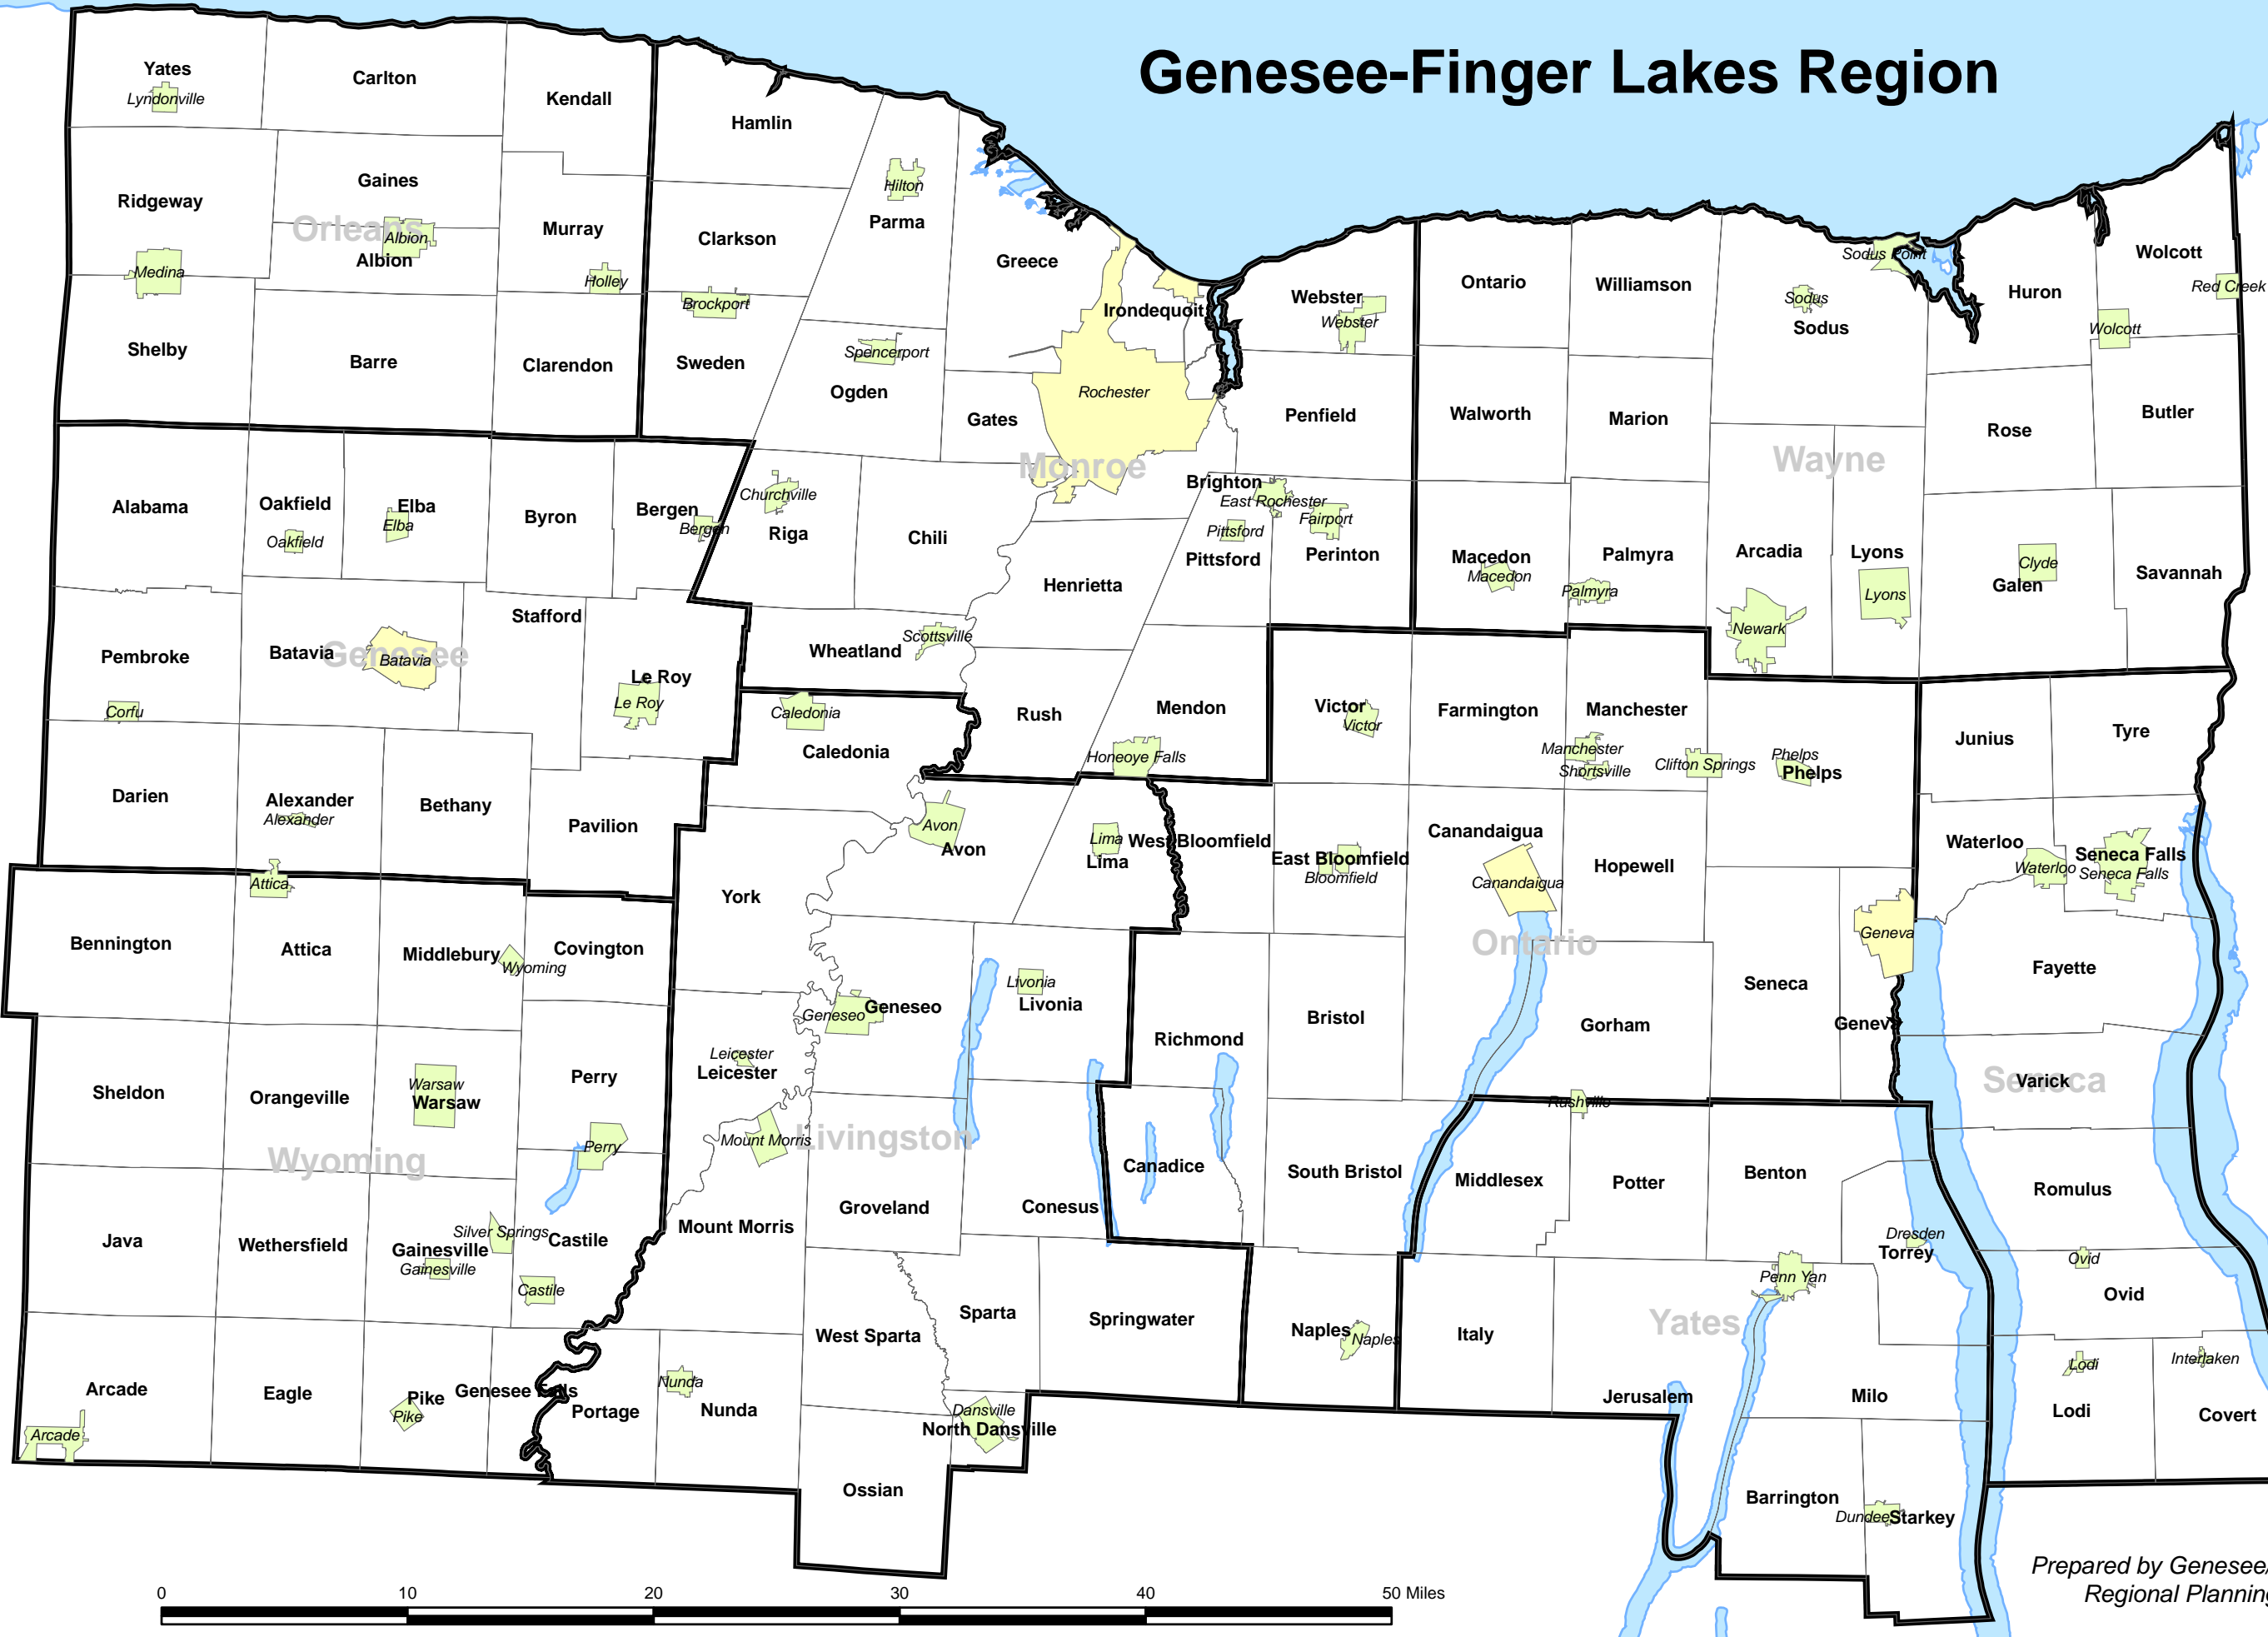 Genesee-Finger Lakes Region
Yates
Lyndonville
Carlton
Kendall
Hamlin
Hilton
Parma
Greece
Ridgeway
Gaines
Orleans
Albion
Albion
Murray
Holley
Medina
Clarkson
Brockport
Shelby
Barre
Clarendon
Sweden
Spencerport
Ogden
Gates
Rochester
Irondequoit
Webster
Webster
Penfield
Monroe
Brighton
East Rochester
Fairport
Pittsford
Pittsford
Perinton
Ontario
Williamson
Sodus Point
Sodus
Sodus
Huron
Wolcott
Red Creek
Wolcott
Walworth
Marion
Wayne
Rose
Butler
Macedon
Macedon
Palmyra
Palmyra
Arcadia
Newark
Lyons
Lyons
Clyde
Galen
Savannah
Alabama
Oakfield
Oakfield
Elba
Elba
Byron
Bergen
Bergen
Churchville
Riga
Chili
Henrietta
Stafford
Pembroke
Corfu
Batavia
Genesee
Batavia
Le Roy
Le Roy
Wheatland
Scottsville
Rush
Mendon
Honeoye Falls
Darien
Alexander
Alexander
Bethany
Pavilion
Caledonia
Caledonia
Avon
Avon
Lima
Lima
West Bloomfield
Victor
Victor
Farmington
Manchester
Manchester
Shortsville
Clifton Springs
Phelps
Phelps
East Bloomfield
Bloomfield
Canandaigua
Canandaigua
Hopewell
Ontario
Geneva
Seneca
Geneva
Junius
Tyre
Waterloo
Waterloo
Seneca Falls
Seneca Falls
Fayette
Varick
Seneca
Romulus
Ovid
Ovid
Lodi
Lodi
Interlaken
Covert
Attica
Bennington
Attica
Middlebury
Wyoming
Covington
York
Geneseo
Geneseo
Livonia
Livonia
Richmond
Bristol
Gorham
Sheldon
Orangeville
Warsaw
Warsaw
Perry
Perry
Leicester
Leicester
Mount Morris
Livingston
Wyoming
Canadice
South Bristol
Rushville
Middlesex
Potter
Benton
Dresden
Torrey
Java
Wethersfield
Silver Springs
Gainesville
Gainesville
Castile
Castile
Mount Morris
Groveland
Conesus
Penn Yan
Yates
Arcade
Arcade
Eagle
Pike
Pike
Genesee Falls
Portage
Nunda
Nunda
West Sparta
Sparta
Springwater
Naples
Naples
Italy
Jerusalem
Milo
Dansville
North Dansville
Ossian
Barrington
Dundee
Starkey
0 10 20 30 40 50 Miles
Prepared by Genesee/
Regional Planning